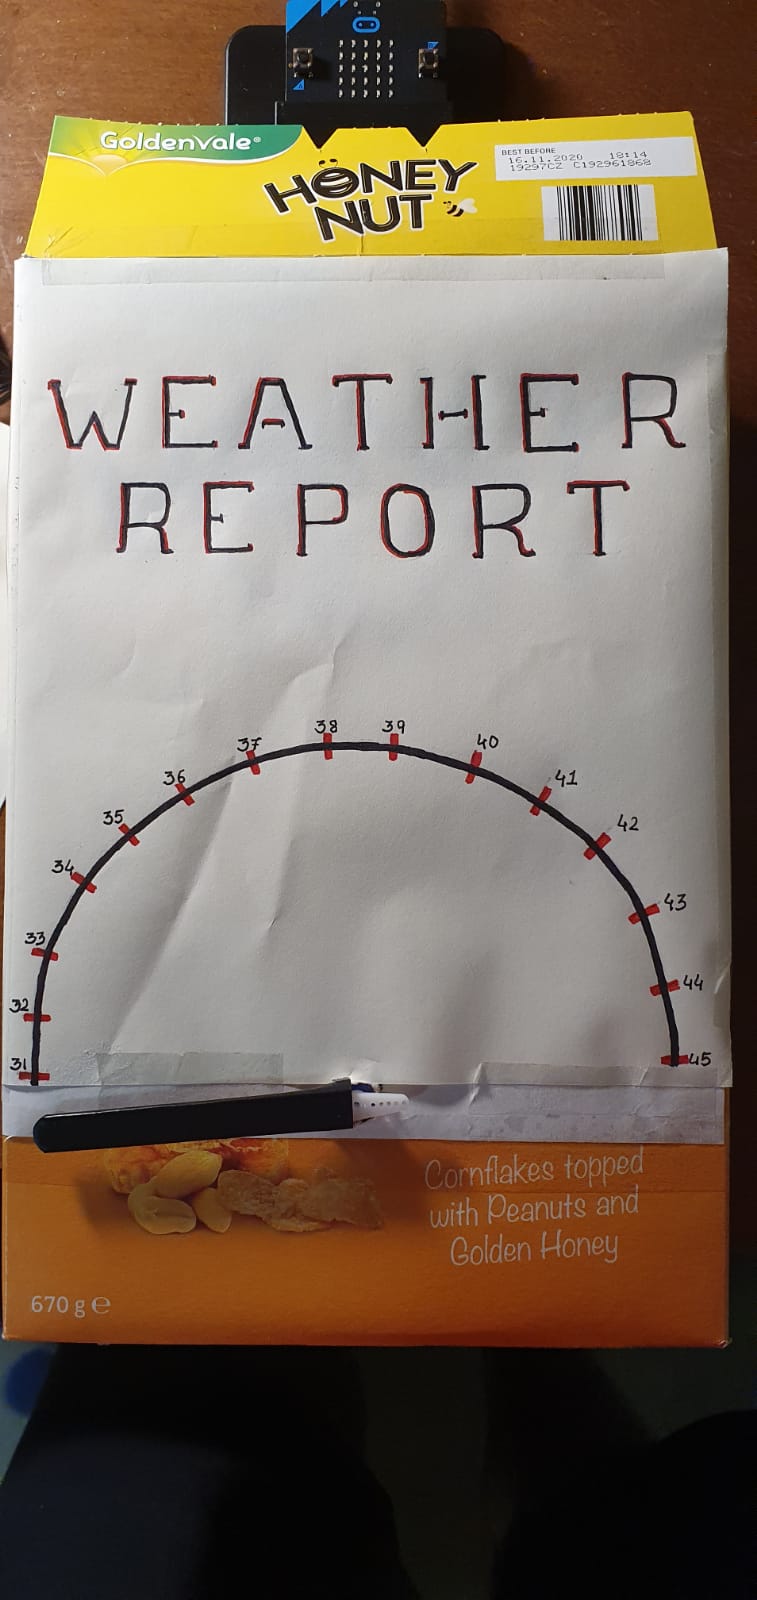 Goldenvale®
HONEY
NUT
BEST BEFORE
16.11.2020 18:14
19297CZ C192961868
WEATHER
REPORT
31
32
33
34
35
36
37
38
39
40
41
42
43
44
45
Cornflakes topped
with Peanuts and
Golden Honey
670 g ℮